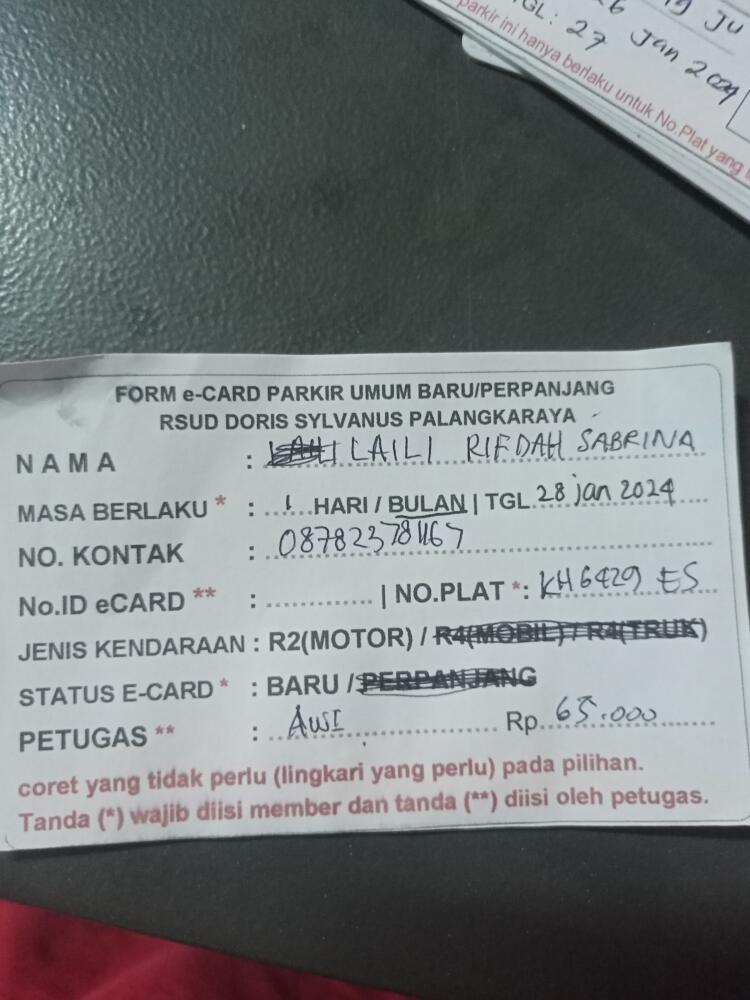 19 Ju
TGL: 27 Jan 2024
parkir ini hanya berlaku untuk No.Plat yang
FORM e-CARD PARKIR UMUM BARU/PERPANJANG
RSUD DORIS SYLVANUS PALANGKARAYA
NAMA : LAILI RIFDAH SABRINA
MASA BERLAKU * : 1 HARI / BULAN | TGL 28 jan 2024
NO. KONTAK :
No.ID eCARD ** : ............ | NO.PLAT *: KH 6429 ES
JENIS KENDARAAN : R2(MOTOR) / R4(MOBIL) / R4(TRUK)
STATUS E-CARD * : BARU / PERPANJANG
PETUGAS ** : AWI Rp. 65.000
coret yang tidak perlu (lingkari yang perlu) pada pilihan.
Tanda (*) wajib diisi member dan tanda (**) diisi oleh petugas.